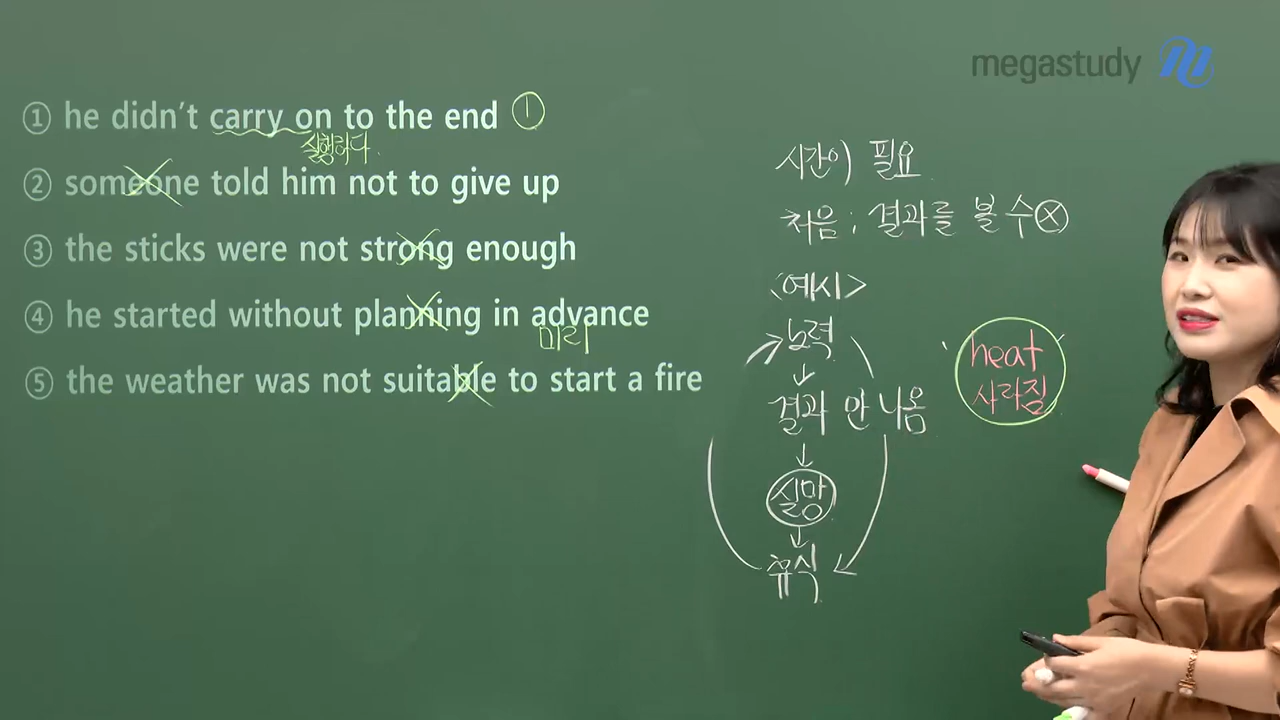 megastudy
① he didn't carry on to the end ①
실행하다.
② someone told him not to give up
③ the sticks were not strong enough
④ he started without planning in advance
미리
⑤ the weather was not suitable to start a fire
시간이 필요
처음 : 결과를 볼 수 ⓧ
<예시>
노력
↓
결과 안 나옴
↓
실망
↓
휴식
heat
사라짐